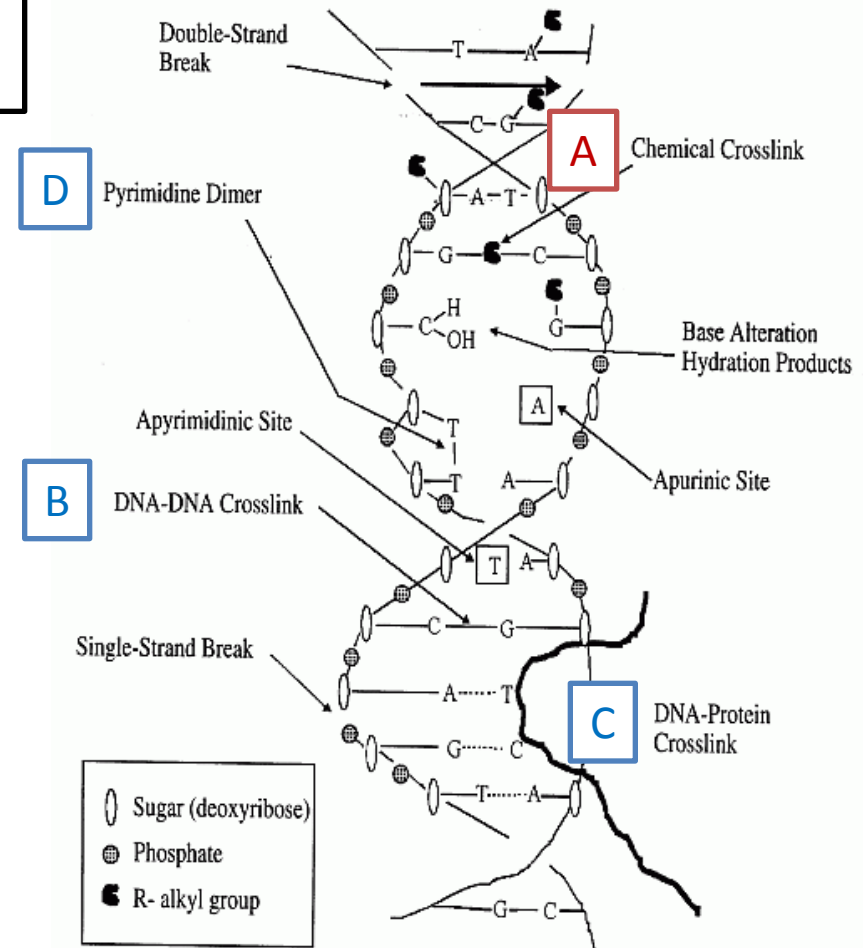 Double-Strand
Break
T A
C-G
A
Chemical Crosslink
D
Pyrimidine Dimer
A-T
G C
C H
OH
G
Base Alteration
Hydration Products
A
Apyrimidinic Site
T
Apurinic Site
T A
B
DNA-DNA Crosslink
T A
C G
Single-Strand Break
A T
C
DNA-Protein
Crosslink
G C
T A
Sugar (deoxyribose)
Phosphate
R- alkyl group
G C